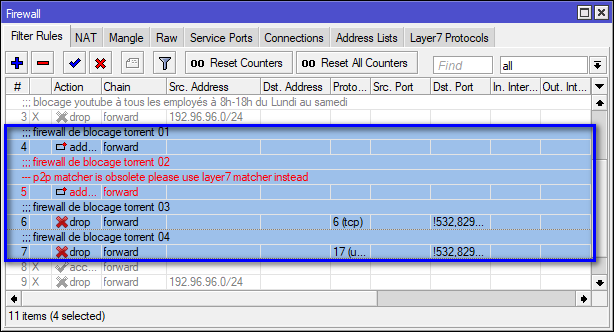 Firewall
Filter Rules NAT Mangle Raw Service Ports Connections Address Lists Layer7 Protocols
00 Reset Counters 00 Reset All Counters Find all
# Action Chain Src. Address Dst. Address Proto... Src. Port Dst. Port In. Inter... Out. Int...
;;; blocage youtube à tous les employés à 8h-18h du Lundi au samedi
3 X drop forward 192.96.96.0/24
;;; firewall de blocage torrent 01
4 add... forward
;;; firewall de blocage torrent 02
--- p2p matcher is obsolete please use layer7 matcher instead
5 add... forward
;;; firewall de blocage torrent 03
6 drop forward 6 (tcp) !532,829...
;;; firewall de blocage torrent 04
7 drop forward 17 (u... !532,829...
8 X acc... forward
9 X drop forward 192.96.96.0/24
11 items (4 selected)